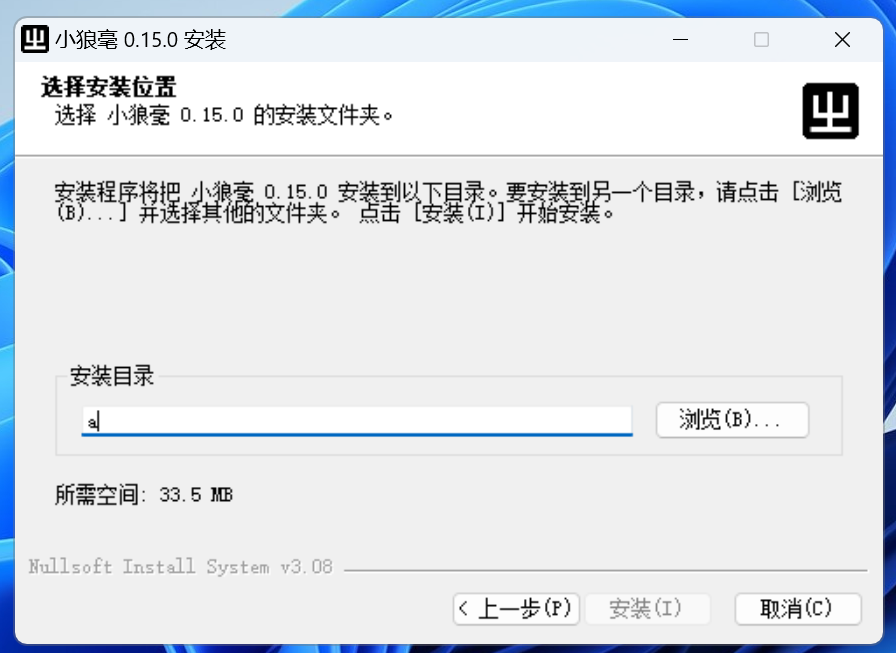 小狼毫 0.15.0 安装
选择安装位置
选择 小狼毫 0.15.0 的安装文件夹。
安装程序将把 小狼毫 0.15.0 安装到以下目录。要安装到另一个目录，请点击 [浏览
(B)...] 并选择其他的文件夹。 点击 [安装(I)] 开始安装。
安装目录
a
浏览(B)...
所需空间: 33.5 MB
Nullsoft Install System v3.08
< 上一步(P)
安装(I)
取消(C)